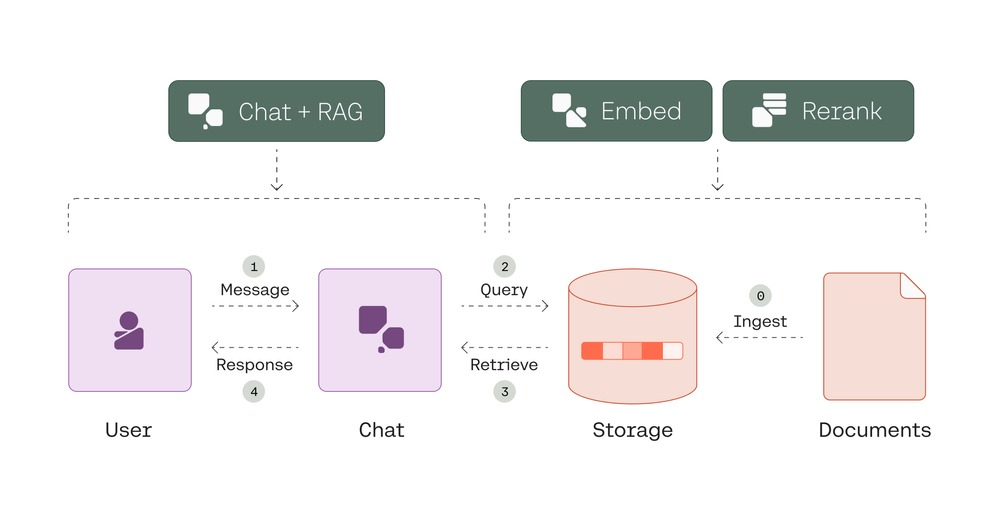 Chat + RAG
Embed
Rerank
1
Message
2
Query
0
Ingest
Response
4
Retrieve
3
User
Chat
Storage
Documents